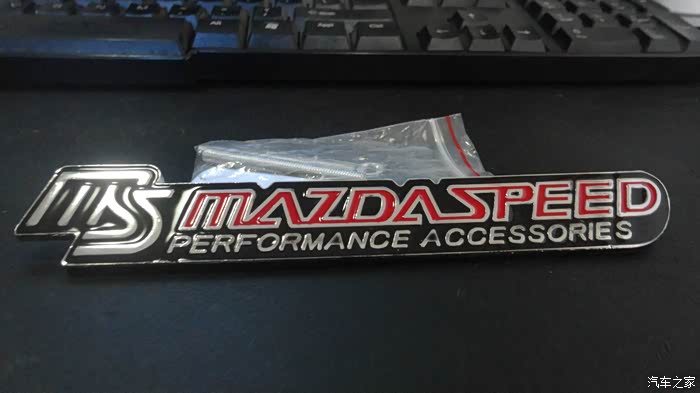 MS MAZDASPEED
PERFORMANCE ACCESSORIES
汽车之家